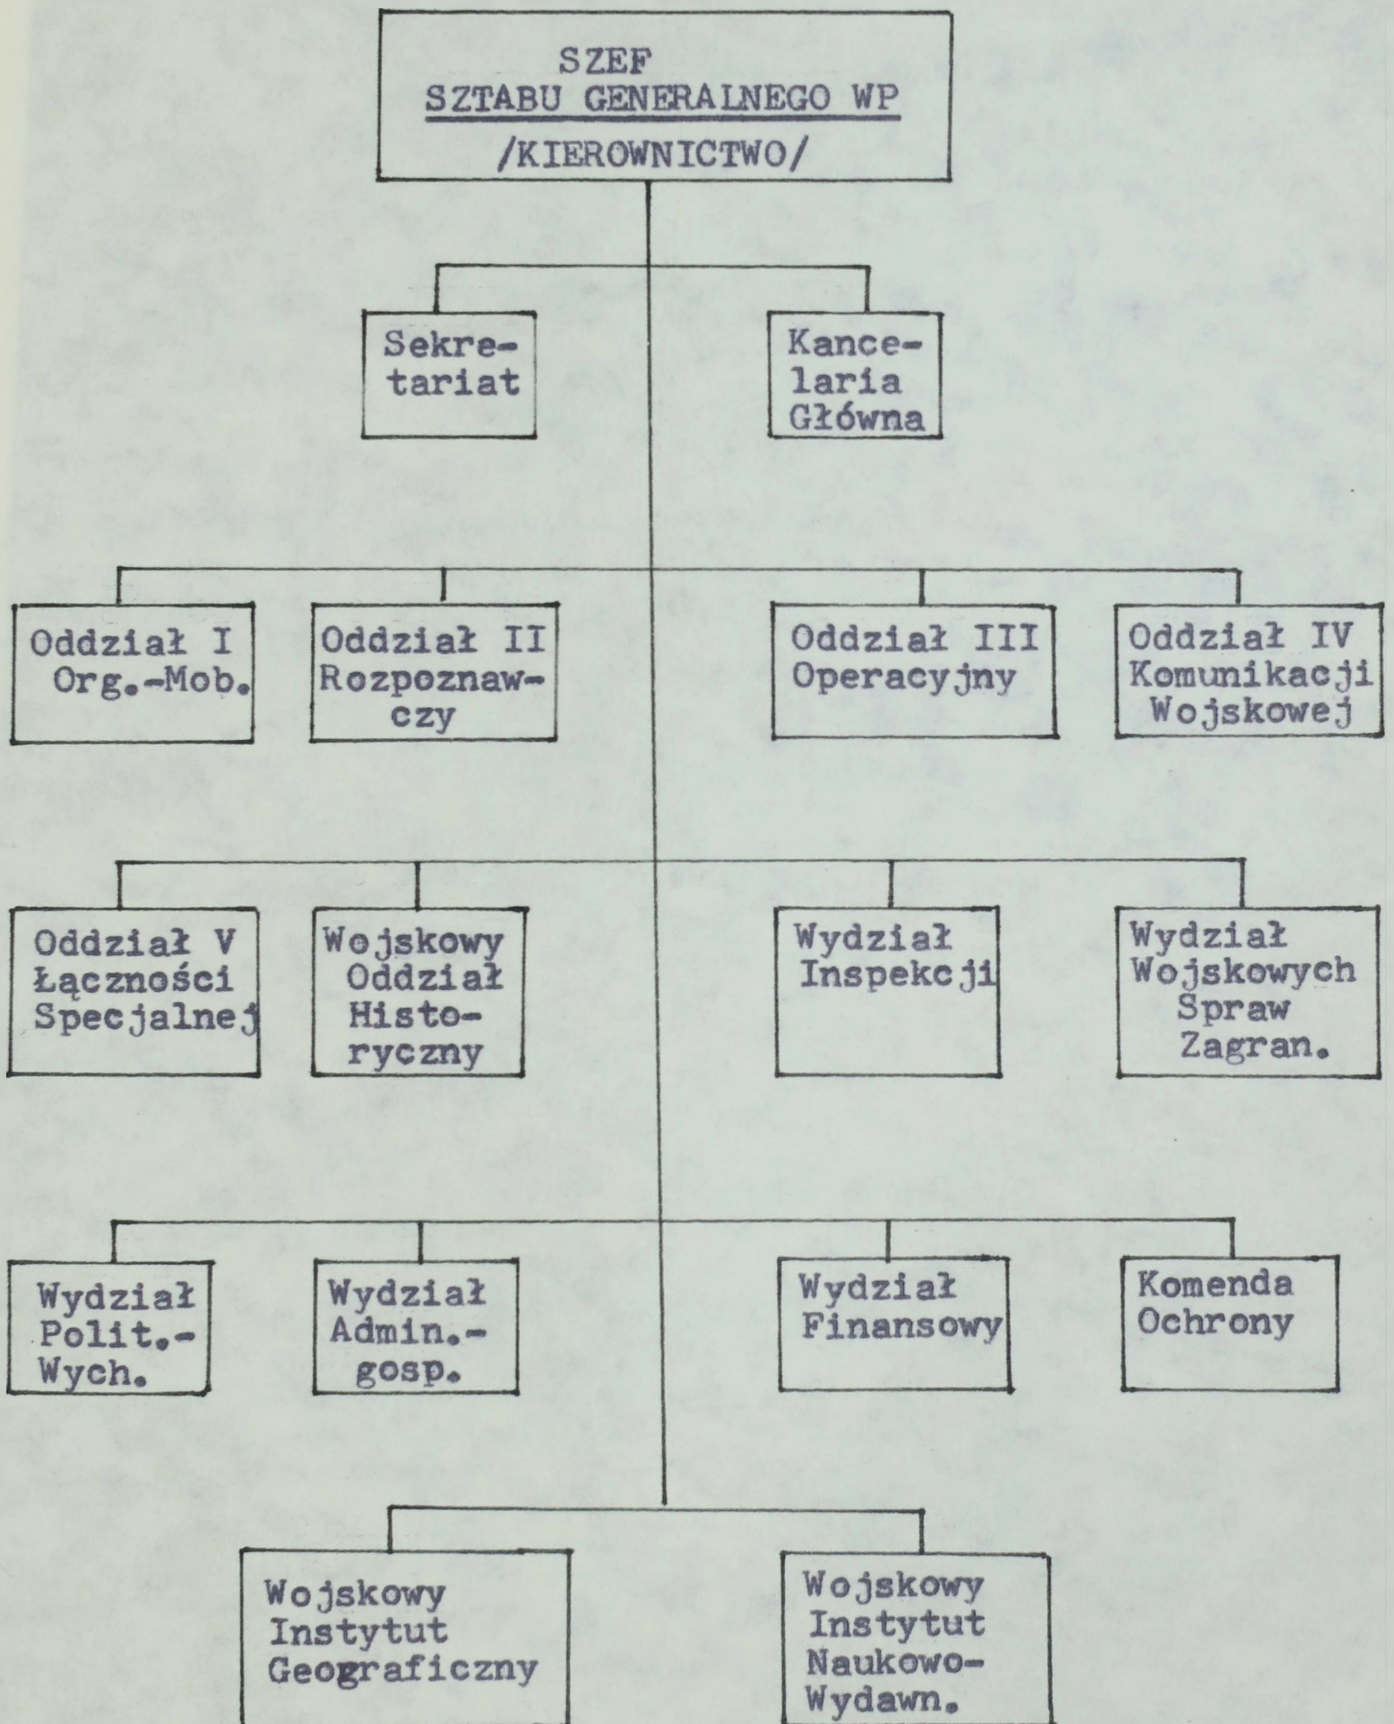 SZEF
SZTABU GENERALNEGO WP
/KIEROWNICTWO/
Sekre-
tariat
Kance-
laria
Główna
Oddział I
Org.-Mob.
Oddział II
Rozpoznaw-
czy
Oddział III
Operacyjny
Oddział IV
Komunikacji
Wojskowej
Oddział V
Łączności
Specjalnej
Wojskowy
Oddział
Histo-
ryczny
Wydział
Inspekcji
Wydział
Wojskowych
Spraw
Zagran.
Wydział
Polit.-
Wych.
Wydział
Admin.-
gosp.
Wydział
Finansowy
Komenda
Ochrony
Wojskowy
Instytut
Geograficzny
Wojskowy
Instytut
Naukowo-
Wydawn.